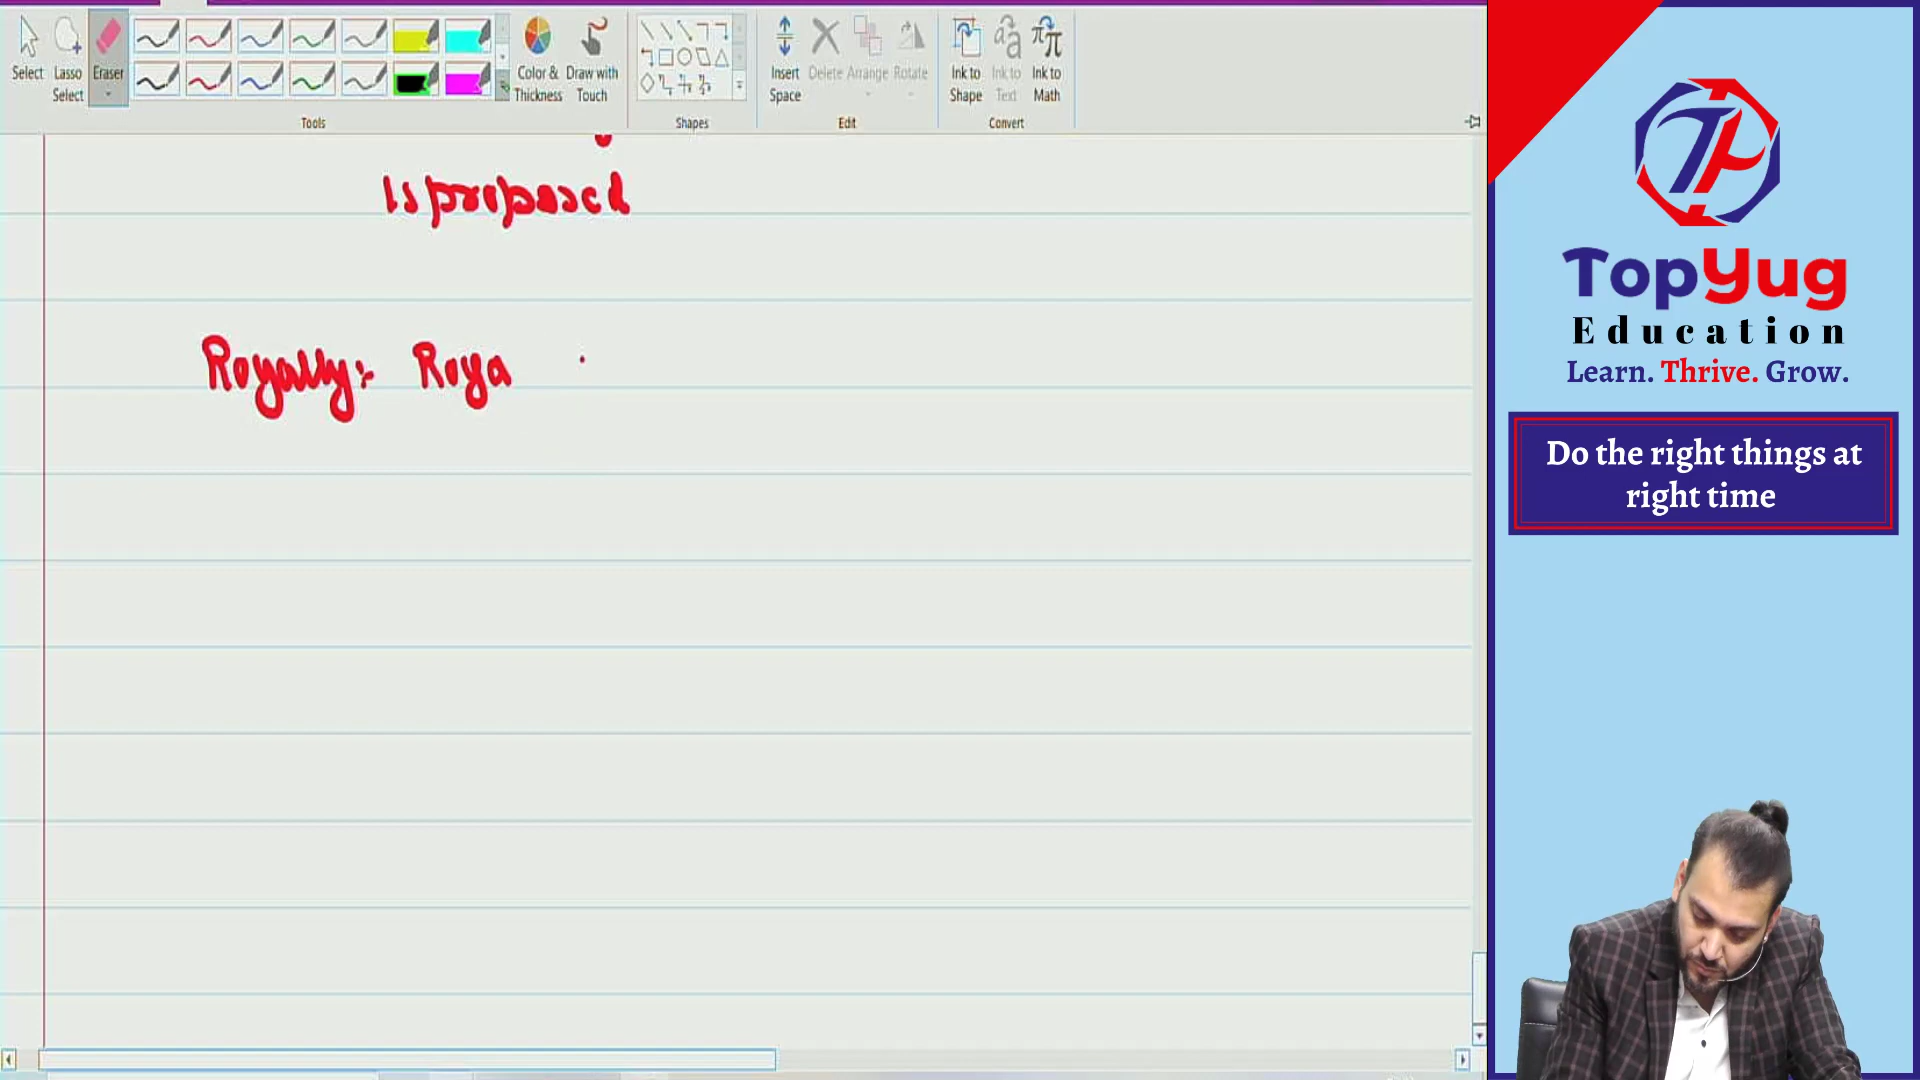 Select
Lasso
Select
Eraser
Color &
Thickness
Draw with
Touch
Insert
Space
Delete
Arrange
Rotate
Ink to
Shape
Ink to
Text
Ink to
Math
Tools
Shapes
Edit
Convert
is proposed
Royalty:- Roya
TopYug
Education
Learn. Thrive. Grow.
Do the right things at
right time